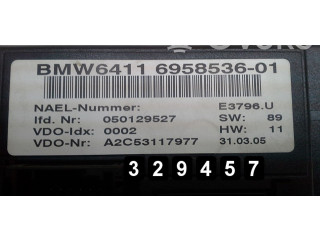 BMW6411 6958536-01
NAEL-Nummer: E3796.U
lfd. Nr: 050129527 SW: 89
VDO-Idx: 0002 HW: 11
VDO-Nr: A2C53117977 31.03.05
329457